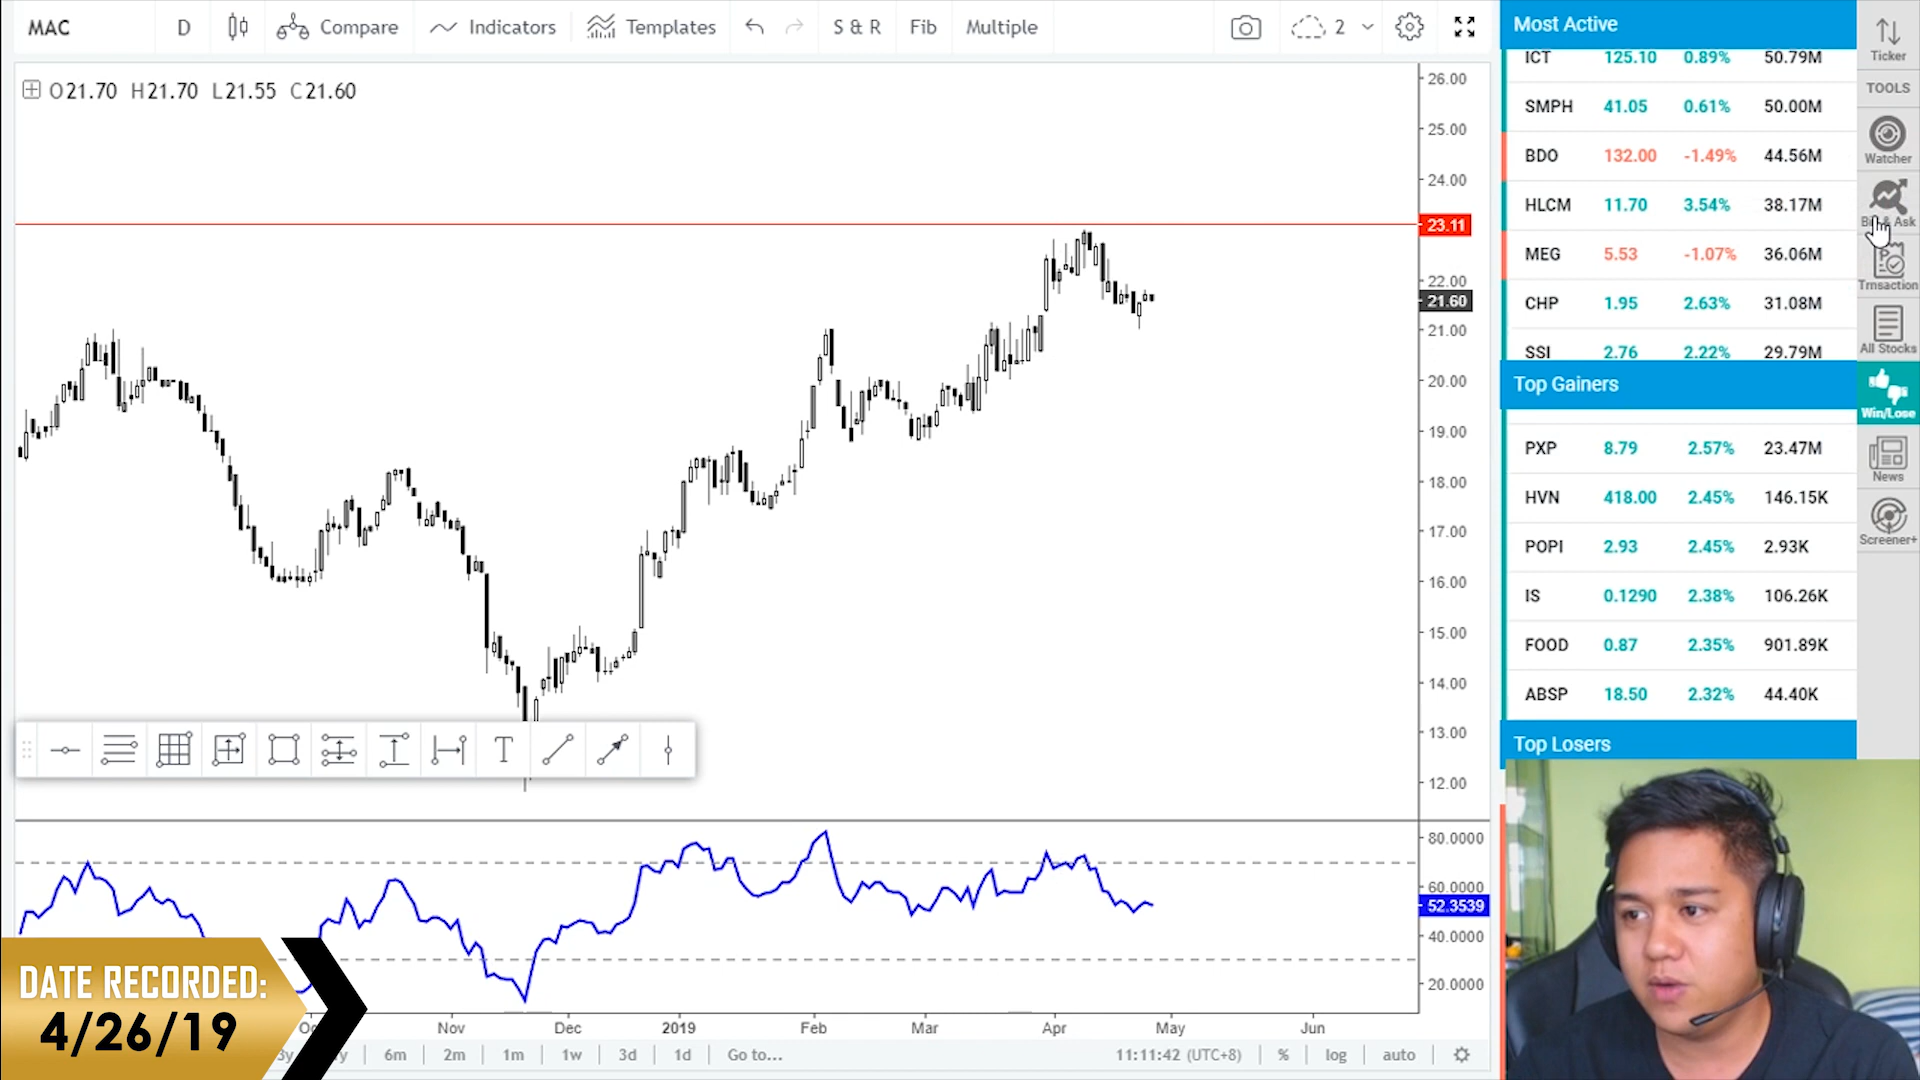 MAC
D
Compare
Indicators
Templates
S & R
Fib
Multiple
2
O21.70 H21.70 L21.55 C21.60
26.00
25.00
24.00
23.11
22.00
21.60
21.00
20.00
19.00
18.00
17.00
16.00
15.00
14.00
13.00
12.00
T
80.0000
60.0000
52.3539
40.0000
20.0000
Nov
Dec
2019
Feb
Mar
Apr
May
Jun
3y
6m
2m
1m
1w
3d
1d
Go to...
11:11:42 (UTC+8)
%
log
auto
DATE RECORDED:
4/26/19
Most Active
ICT 125.10 0.89% 50.79M
SMPH 41.05 0.61% 50.00M
BDO 132.00 -1.49% 44.56M
HLCM 11.70 3.54% 38.17M
MEG 5.53 -1.07% 36.06M
CHP 1.95 2.63% 31.08M
SSI 2.76 2.22% 29.79M
Top Gainers
PXP 8.79 2.57% 23.47M
HVN 418.00 2.45% 146.15K
POPI 2.93 2.45% 2.93K
IS 0.1290 2.38% 106.26K
FOOD 0.87 2.35% 901.89K
ABSP 18.50 2.32% 44.40K
Top Losers
Ticker
TOOLS
Watcher
& Ask
Trnsaction
All Stocks
Win/Lose
News
Screener+